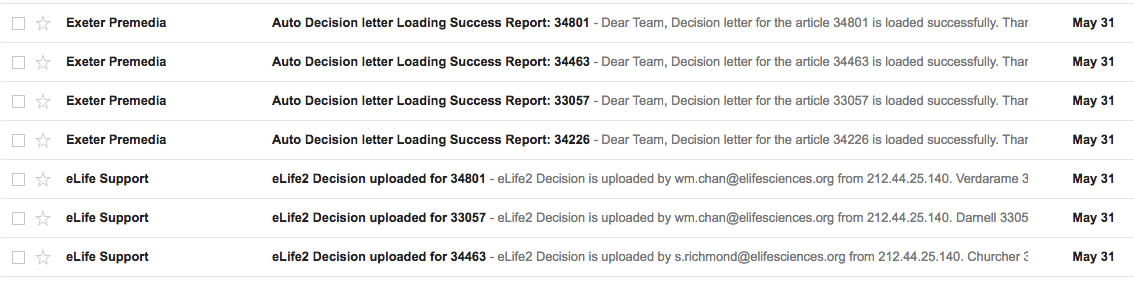 Exeter Premedia Auto Decision letter Loading Success Report: 34801 - Dear Team, Decision letter for the article 34801 is loaded successfully. Thar May 31
Exeter Premedia Auto Decision letter Loading Success Report: 34463 - Dear Team, Decision letter for the article 34463 is loaded successfully. Thar May 31
Exeter Premedia Auto Decision letter Loading Success Report: 33057 - Dear Team, Decision letter for the article 33057 is loaded successfully. Thar May 31
Exeter Premedia Auto Decision letter Loading Success Report: 34226 - Dear Team, Decision letter for the article 34226 is loaded successfully. Thar May 31
eLife Support eLife2 Decision uploaded for 34801 - eLife2 Decision is uploaded by wm.chan@elifesciences.org from 212.44.25.140. Verdarame 3 May 31
eLife Support eLife2 Decision uploaded for 33057 - eLife2 Decision is uploaded by wm.chan@elifesciences.org from 212.44.25.140. Darnell 3305 May 31
eLife Support eLife2 Decision uploaded for 34463 - eLife2 Decision is uploaded by s.richmond@elifesciences.org from 212.44.25.140. Churcher 3 May 31